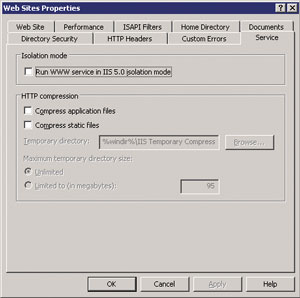 Web Sites Properties
Web Site
Performance
ISAPI Filters
Home Directory
Documents
Directory Security
HTTP Headers
Custom Errors
Service
Isolation mode
Run WWW service in IIS 5.0 isolation mode
HTTP compression
Compress application files
Compress static files
Temporary directory: %windir%\IIS Temporary Compress Browse...
Maximum temporary directory size:
Unlimited
Limited to (in megabytes): 95
OK Cancel Apply Help